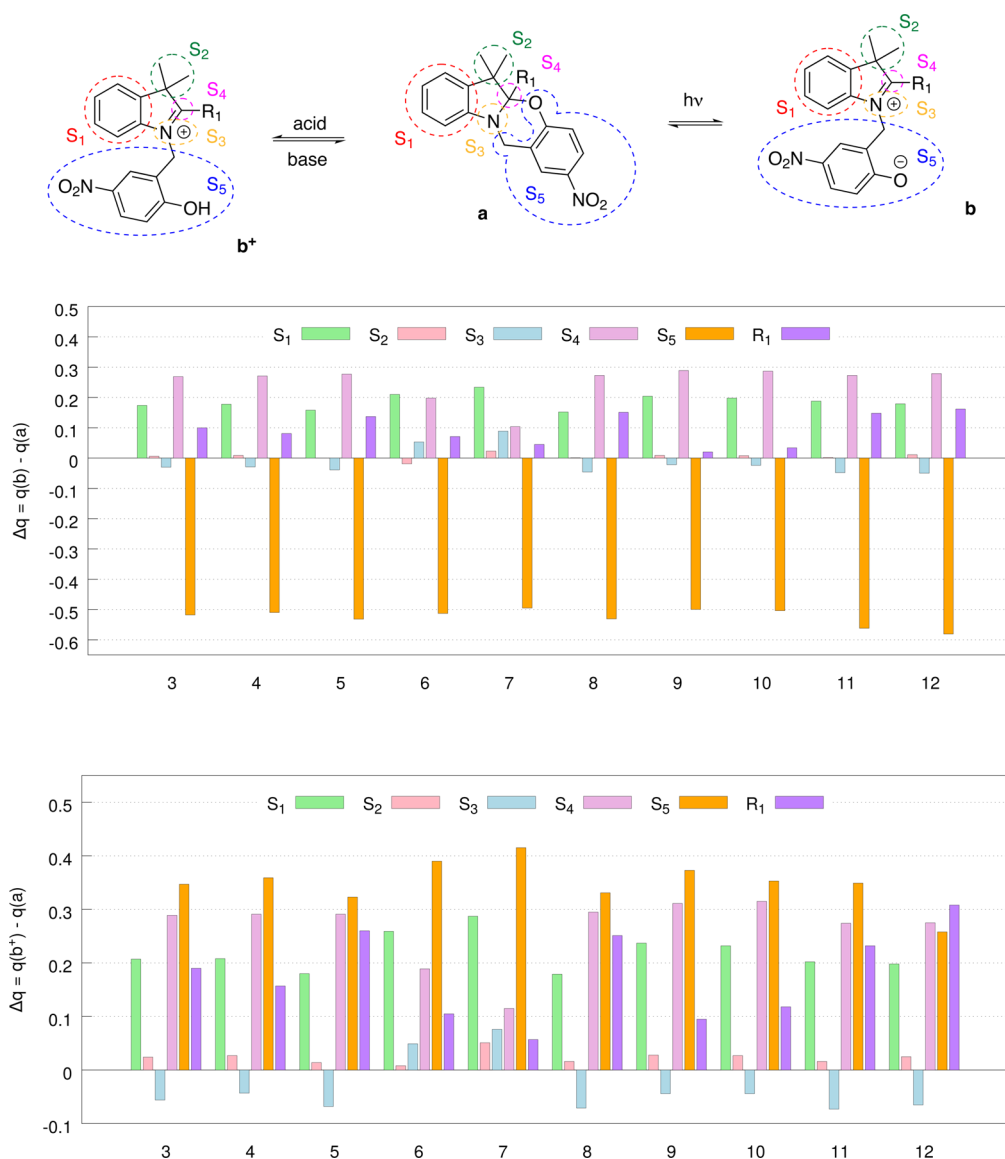 S₂
S₄
R₁
N
⊕
S₁
S₃
O₂N
S₅
OH
b⁺
acid
base
S₂
S₄
R₁
O
N
S₁
S₃
S₅
NO₂
a
hν
S₂
S₄
R₁
N
⊕
S₁
S₃
O₂N
S₅
⊖
O
b
Δq = q(b) - q(a)
0.5
0.4
0.3
0.2
0.1
0
-0.1
-0.2
-0.3
-0.4
-0.5
-0.6
S₁ S₂ S₃ S₄ S₅ R₁
3 4 5 6 7 8 9 10 11 12
Δq = q(b⁺) - q(a)
0.5
0.4
0.3
0.2
0.1
0
-0.1
S₁ S₂ S₃ S₄ S₅ R₁
3 4 5 6 7 8 9 10 11 12